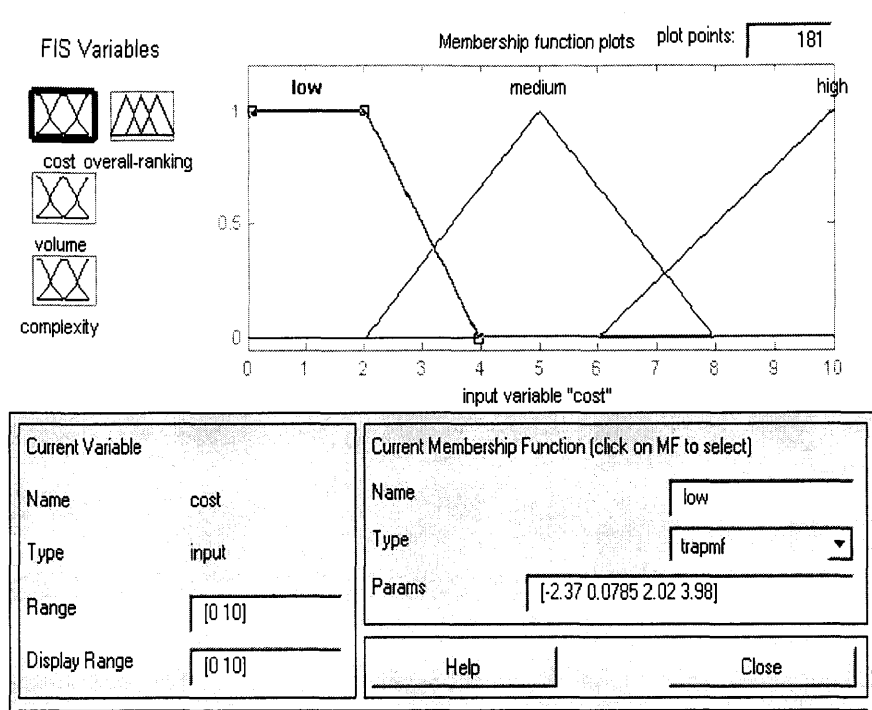 FIS Variables
Membership function plots
plot points:
181
low
medium
high
1
0.5
0
cost
overall-ranking
volume
complexity
0 1 2 3 4 5 6 7 8 9 10
input variable "cost"
Current Variable
Name cost
Type input
Range [0 10]
Display Range [0 10]
Current Membership Function (click on MF to select)
Name low
Type trapmf
Params [-2.37 0.0785 2.02 3.98]
Help
Close